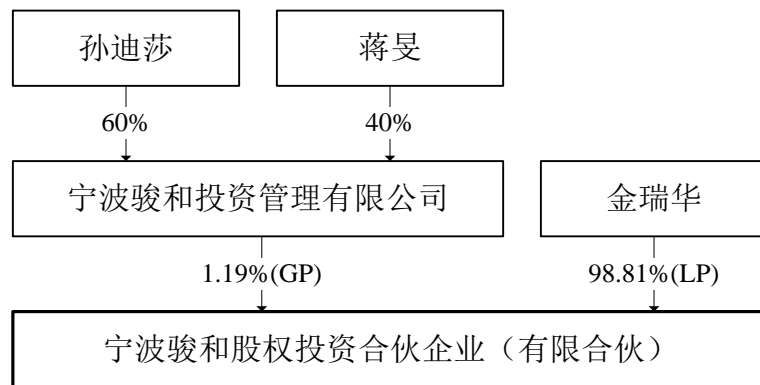 孙迪莎
蒋旻
60%
40%
宁波骏和投资管理有限公司
金瑞华
1.19%(GP)
98.81%(LP)
宁波骏和股权投资合伙企业（有限合伙）